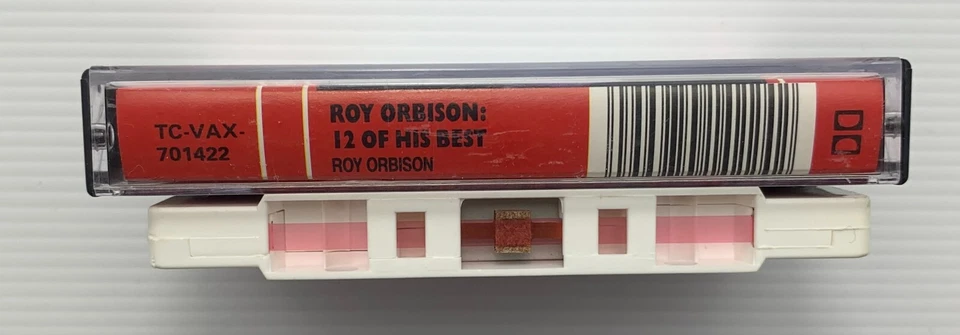 TC-VAX-
701422
ROY ORBISON:
12 OF HIS BEST
ROY ORBISON